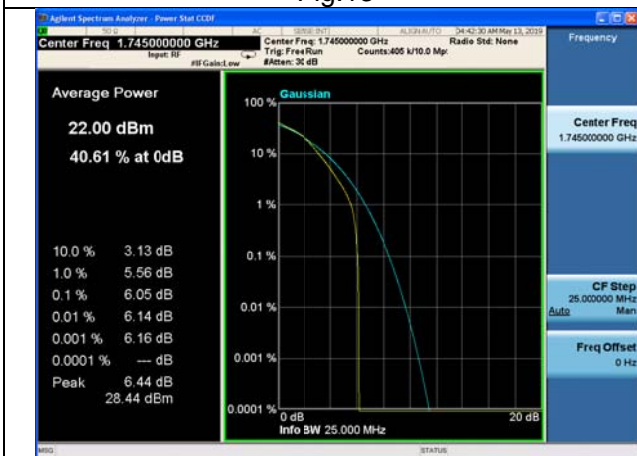 Agilent Spectrum Analyzer - Power Stat CCDF
50 Ω AC SENSE:INT ALIGN AUTO 04:42:30 AM May 13, 2019
Center Freq 1.745000000 GHz
Input: RF
#IFGain:Low
Center Freq: 1.745000000 GHz
Trig: Free Run Counts:405 k/10.0 Mpt
#Atten: 30 dB
Radio Std: None
Frequency
Average Power
22.00 dBm
40.61 % at 0dB
10.0 % 3.13 dB
1.0 % 5.56 dB
0.1 % 6.05 dB
0.01 % 6.14 dB
0.001 % 6.16 dB
0.0001 % --- dB
Peak 6.44 dB
28.44 dBm
Gaussian
100 %
10 %
1 %
0.1 %
0.01 %
0.001 %
0.0001 %
0 dB 20 dB
Info BW 25.000 MHz
Center Freq
1.745000000 GHz
CF Step
25.000000 MHz
Auto Man
Freq Offset
0 Hz
MSG STATUS